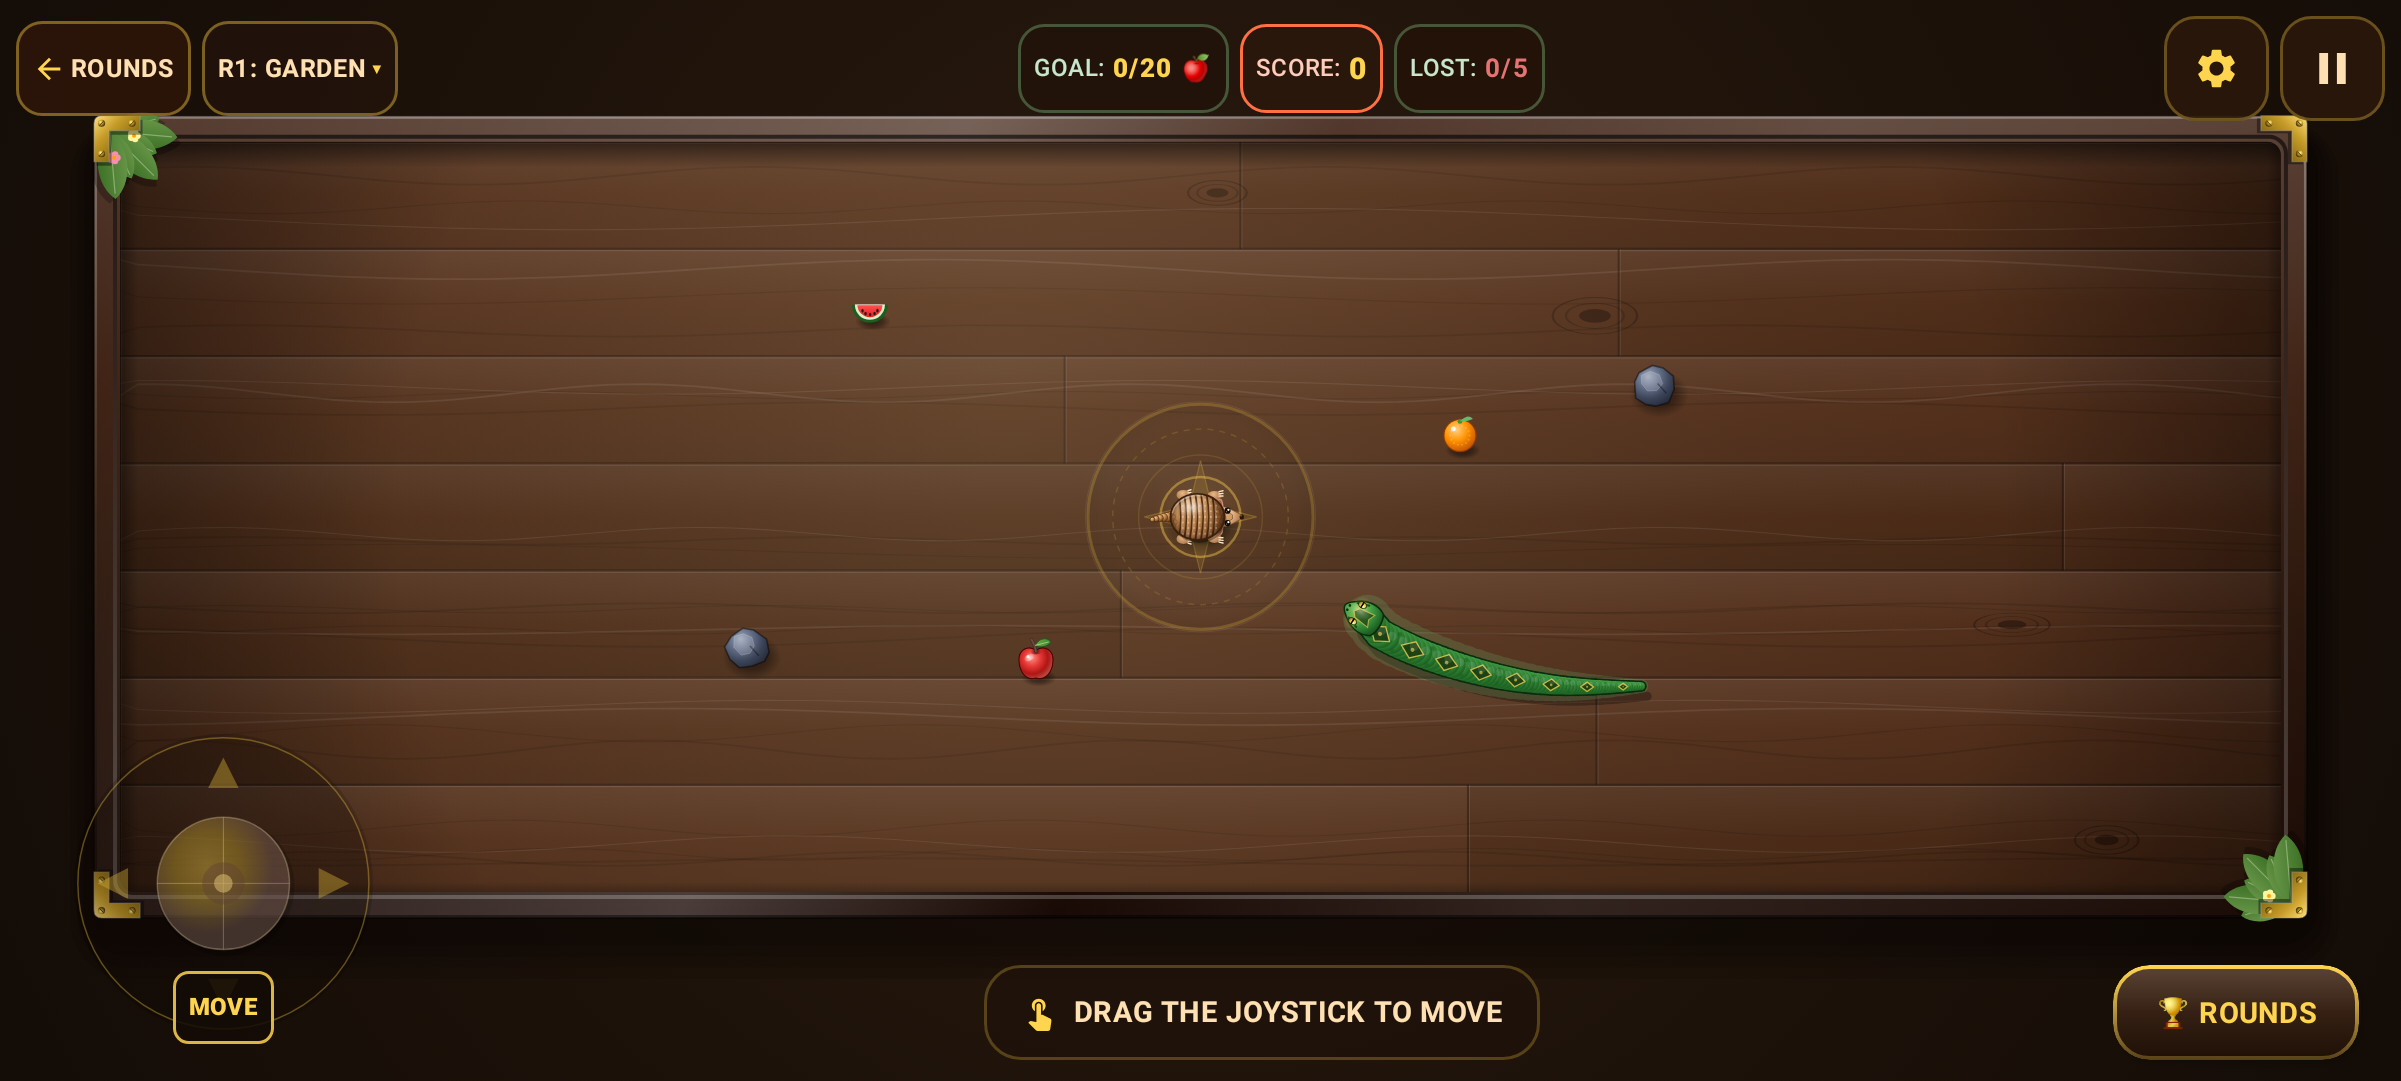 ← ROUNDS
R1: GARDEN ▾
GOAL: 0/20
SCORE: 0
LOST: 0/5
MOVE
DRAG THE JOYSTICK TO MOVE
ROUNDS